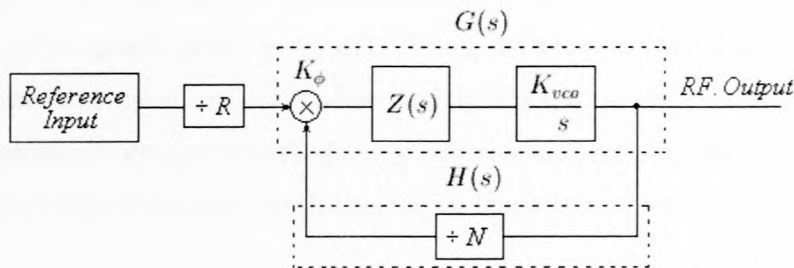 G(s)
Reference
Input
÷ R
K_ϕ
×
Z(s)
K_vco
s
RF. Output
H(s)
÷ N